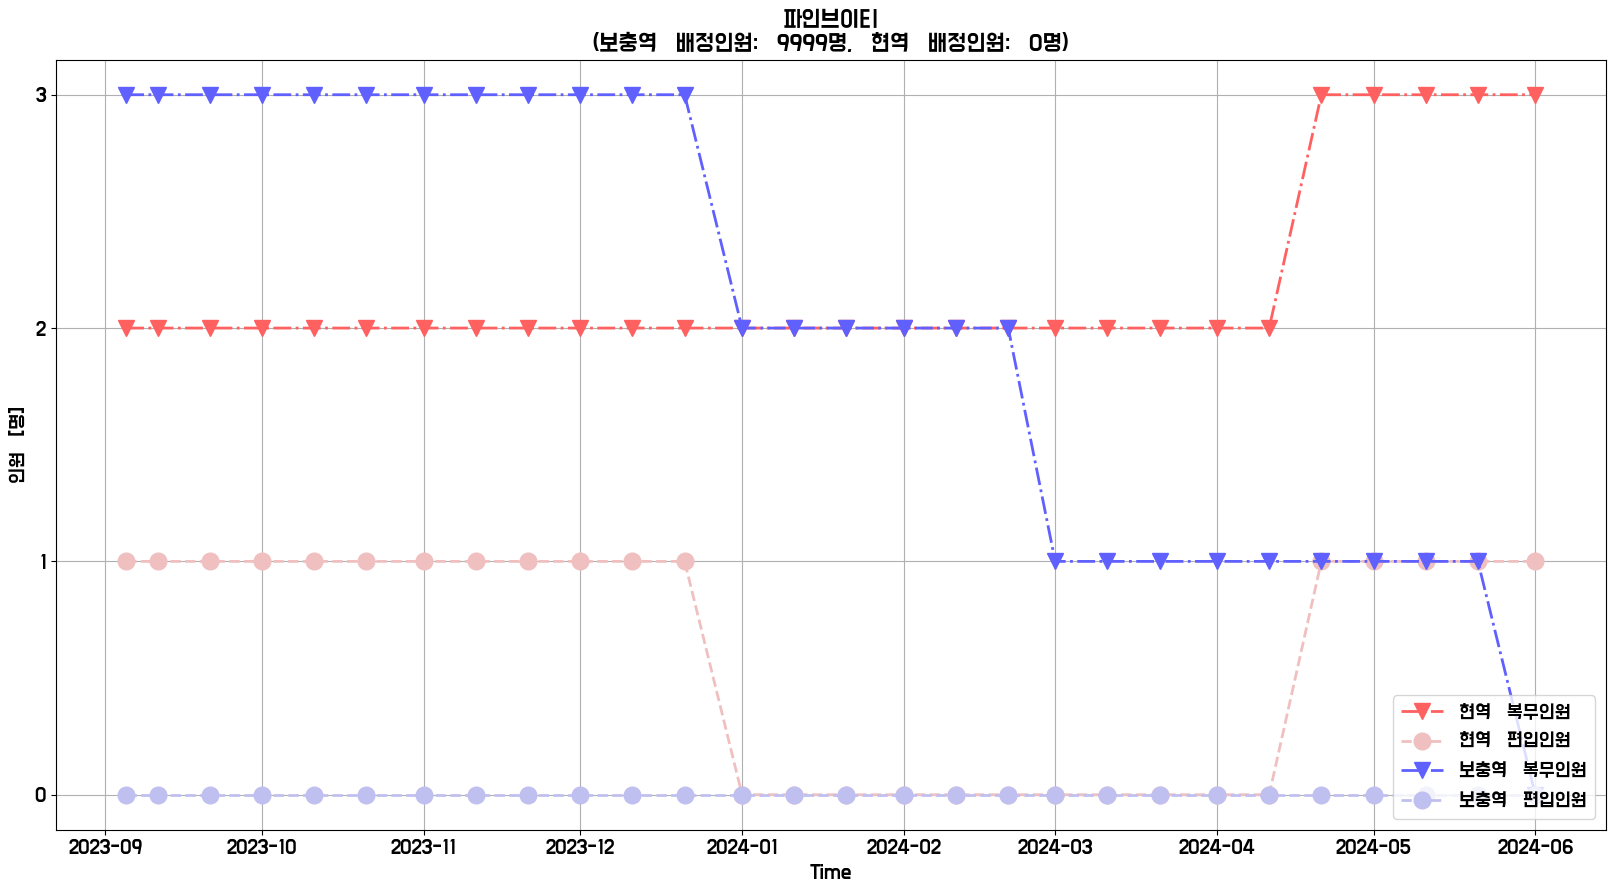 파인브이티
(보충역 배정인원: 9999명, 현역 배정인원: 0명)
3
2
1
0
인원 [명]
2023-09 2023-10 2023-11 2023-12 2024-01 2024-02 2024-03 2024-04 2024-05 2024-06
Time
현역 복무인원
현역 편입인원
보충역 복무인원
보충역 편입인원